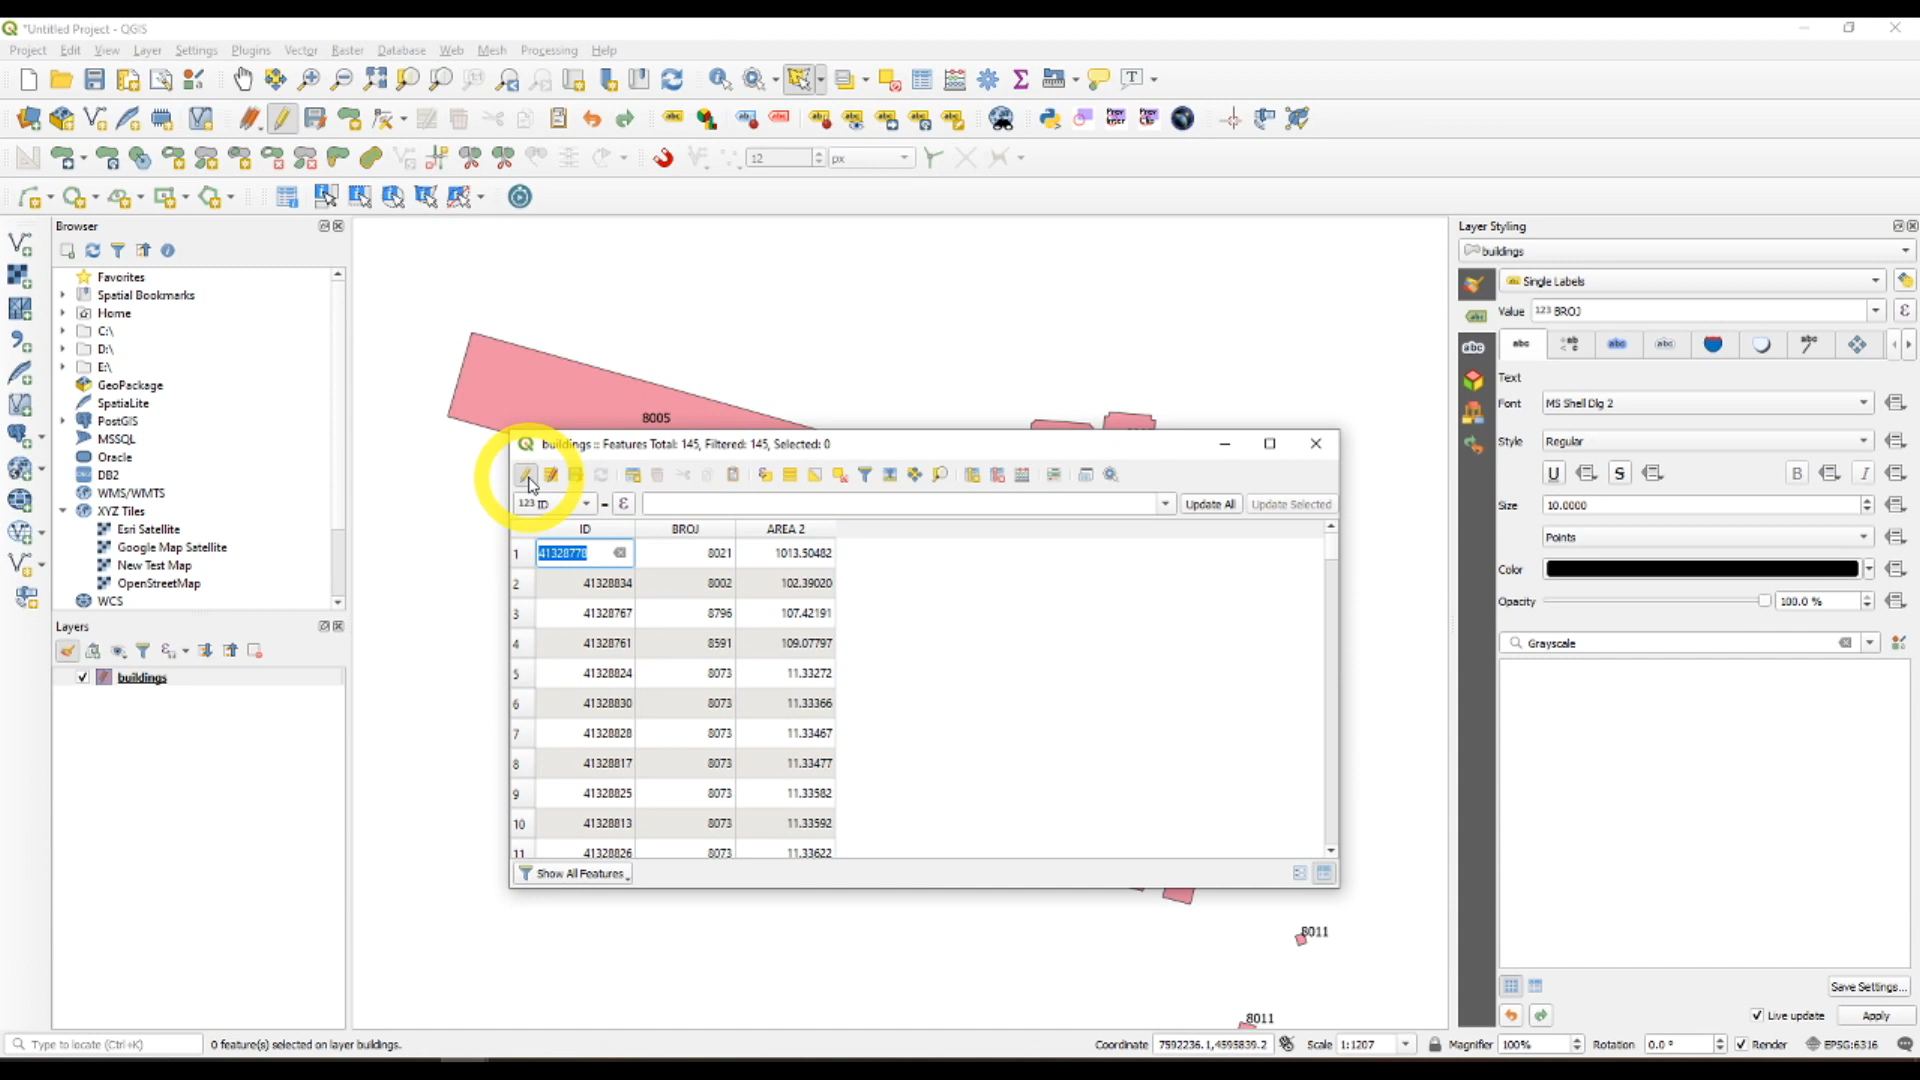 *Untitled Project - QGIS
Project Edit View Layer Settings Plugins Vector Raster Database Web Mesh Processing Help
12 px
Browser
Favorites
Spatial Bookmarks
Home
C:\
D:\
E:\
GeoPackage
SpatiaLite
PostGIS
MSSQL
Oracle
DB2
WMS/WMTS
XYZ Tiles
Esri Satellite
Google Map Satellite
New Test Map
OpenStreetMap
WCS
Layers
buildings
8005
buildings :: Features Total: 145, Filtered: 145, Selected: 0
123 ID = ε Update All Update Selected
ID BROJ AREA 2
1 41328778 8021 1013.50482
2 41328834 8002 102.39020
3 41328767 8796 107.42191
4 41328761 8591 109.07797
5 41328824 8073 11.33272
6 41328830 8073 11.33366
7 41328828 8073 11.33467
8 41328817 8073 11.33477
9 41328825 8073 11.33582
10 41328813 8073 11.33592
11 41328826 8073 11.33622
Show All Features
8011
8011
Layer Styling
buildings
Single Labels
Value 123 BROJ
Text
Font MS Shell Dlg 2
Style Regular
U S B I
Size 10.0000
Points
Color
Opacity 100.0 %
Grayscale
Save Settings...
Live update Apply
Type to locate (Ctrl+K) 0 feature(s) selected on layer buildings. Coordinate 7592236.1,4595839.2 Scale 1:1207 Magnifier 100% Rotation 0.0 ° Render EPSG:6316